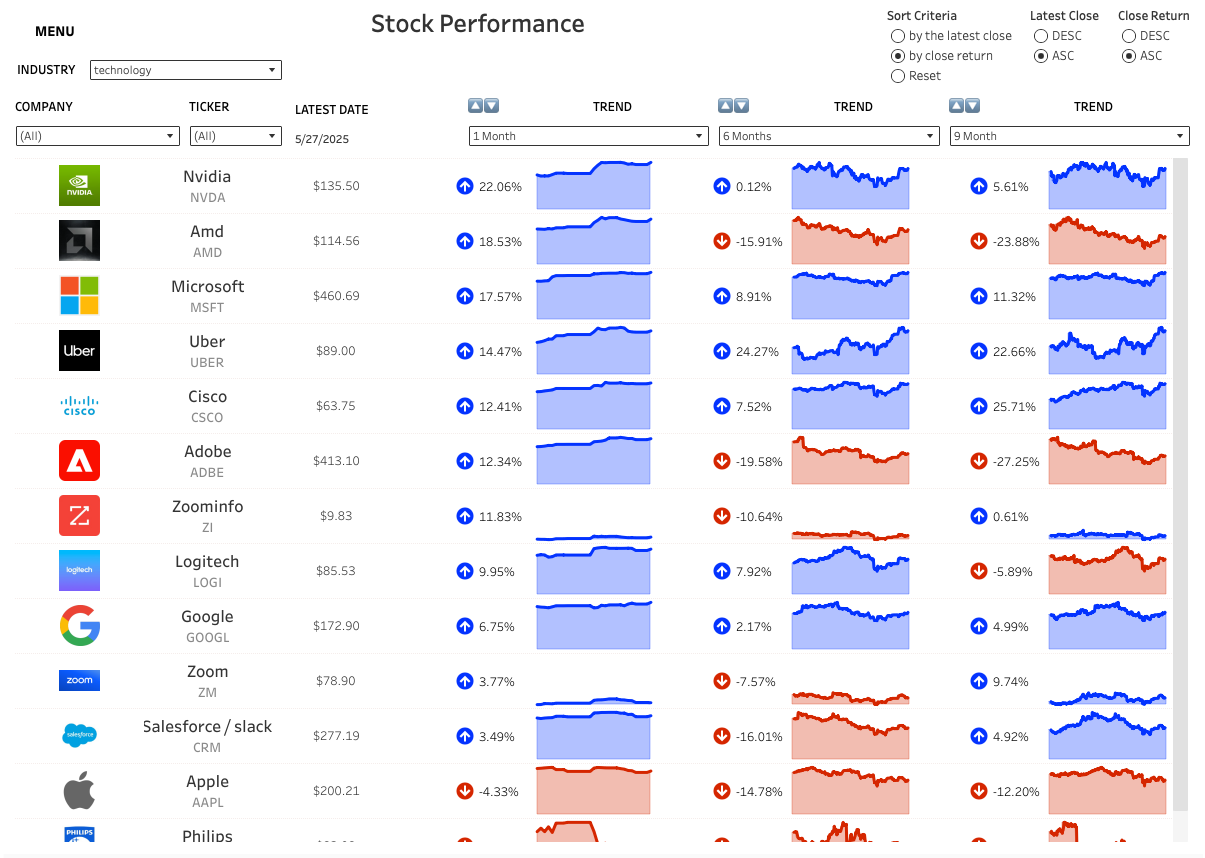 Stock Performance
MENU
Sort Criteria
by the latest close
by close return
Reset
Latest Close
DESC
ASC
Close Return
DESC
ASC
INDUSTRY technology
COMPANY TICKER LATEST DATE TREND TREND TREND
(All) (All) 5/27/2025 1 Month 6 Months 9 Month
NVIDIA Nvidia $135.50 22.06% 0.12% 5.61%
NVDA
Amd $114.56 18.53% -15.91% -23.88%
AMD
Microsoft $460.69 17.57% 8.91% 11.32%
MSFT
Uber Uber $89.00 14.47% 24.27% 22.66%
UBER
CISCO Cisco $63.75 12.41% 7.52% 25.71%
CSCO
Adobe $413.10 12.34% -19.58% -27.25%
ADBE
Zoominfo $9.83 11.83% -10.64% 0.61%
ZI
logitech Logitech $85.53 9.95% 7.92% -5.89%
LOGI
Google $172.90 6.75% 2.17% 4.99%
GOOGL
zoom Zoom $78.90 3.77% -7.57% 9.74%
ZM
salesforce Salesforce / slack $277.19 3.49% -16.01% 4.92%
CRM
Apple $200.21 -4.33% -14.78% -12.20%
AAPL
PHILIPS Philips